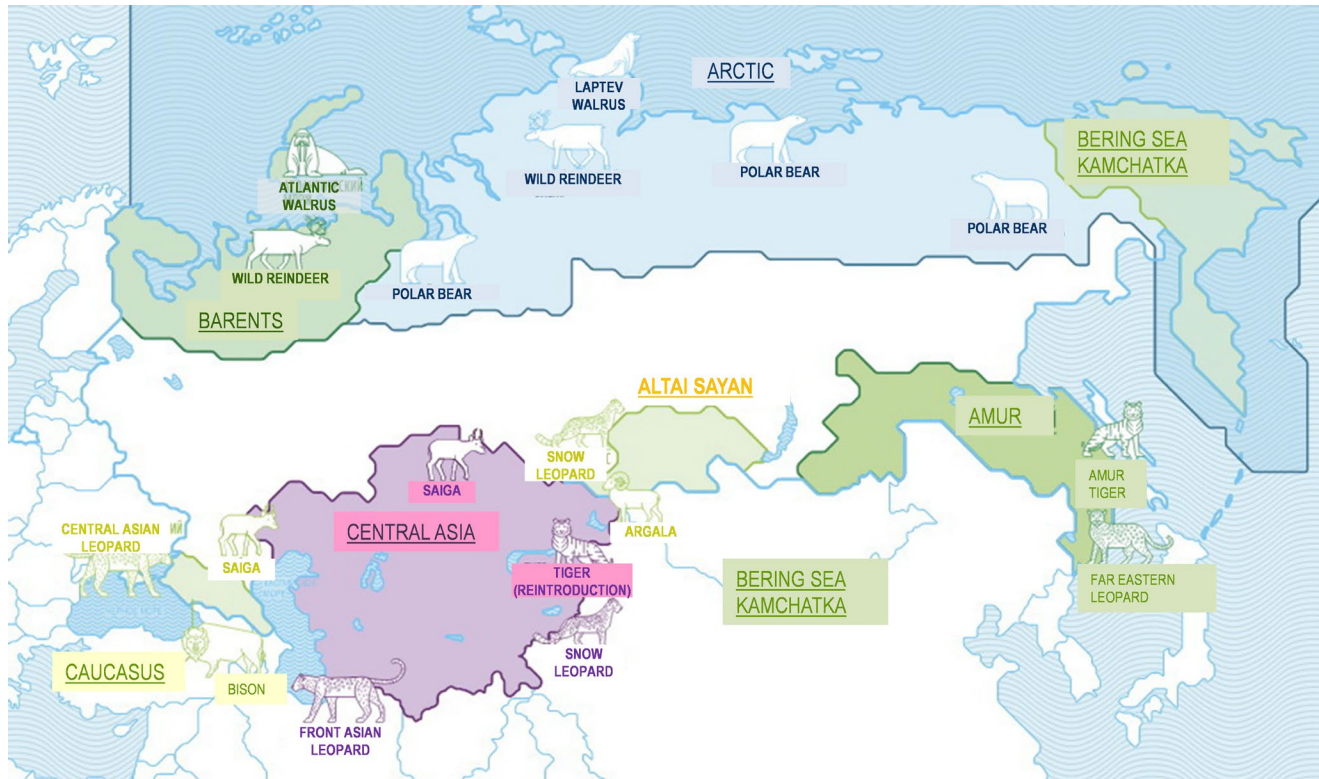 LAPTEV
WALRUS
ARCTIC
BERING SEA
KAMCHATKA
ATLANTIC
WALRUS
WILD REINDEER
POLAR BEAR
POLAR BEAR
WILD REINDEER
POLAR BEAR
BARENTS
ALTAI SAYAN
AMUR
SNOW
LEOPARD
SAIGA
AMUR
TIGER
CENTRAL ASIAN
LEOPARD
CENTRAL ASIA
ARGALA
SAIGA
TIGER
(REINTRODUCTION)
BERING SEA
KAMCHATKA
FAR EASTERN
LEOPARD
SNOW
LEOPARD
CAUCASUS
BISON
FRONT ASIAN
LEOPARD